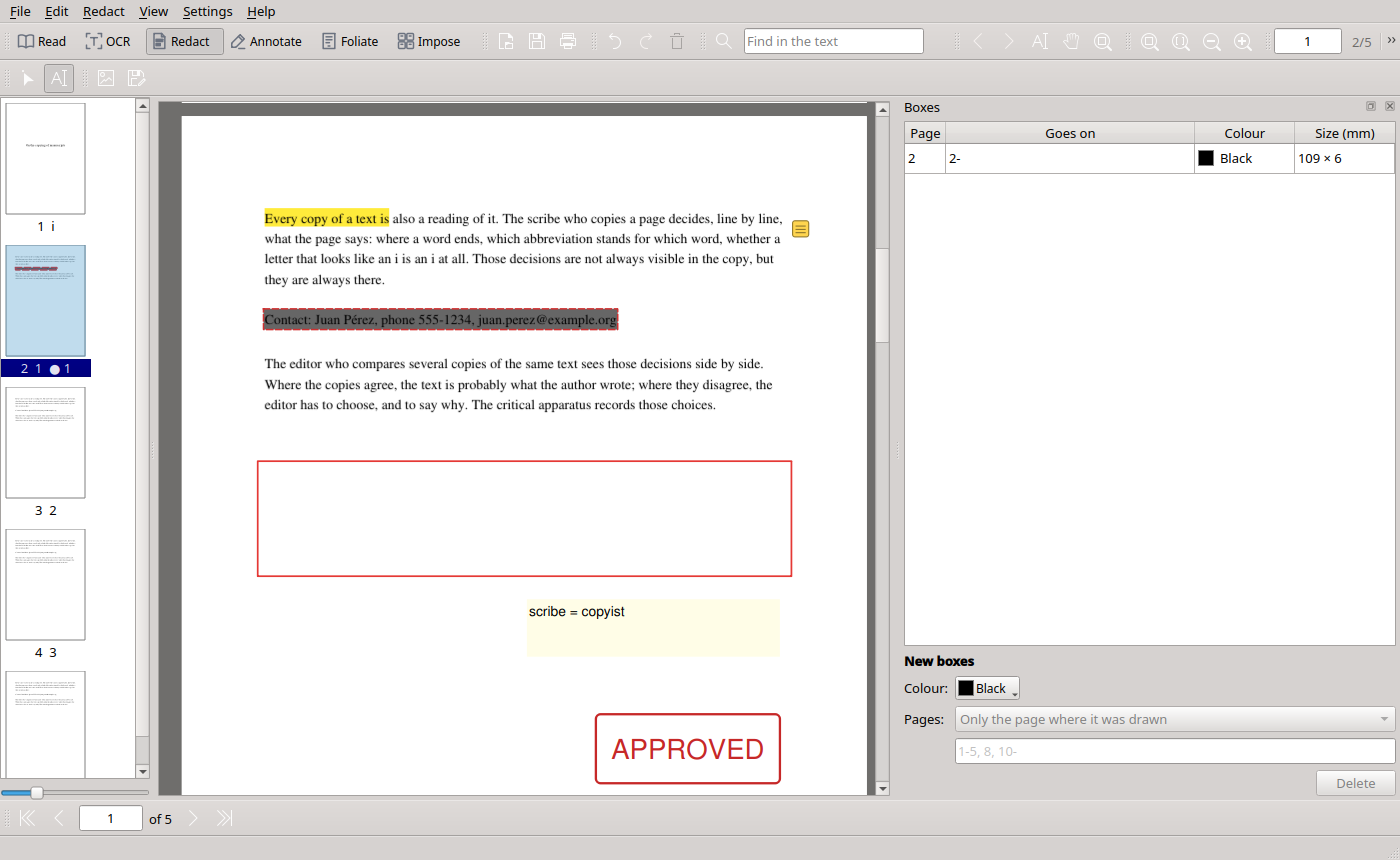 File Edit Redact View Settings Help
Read OCR Redact Annotate Foliate Impose Find in the text 1 2/5 »
Boxes
Page Goes on Colour Size (mm)
2 2- Black 109 × 6
1 i
2 1 1
3 2
4 3
Every copy of a text is also a reading of it. The scribe who copies a page decides, line by line,
what the page says: where a word ends, which abbreviation stands for which word, whether a
letter that looks like an i is an i at all. Those decisions are not always visible in the copy, but
they are always there.
Contact: Juan Pérez, phone 555-1234, juan.perez@example.org
The editor who compares several copies of the same text sees those decisions side by side.
Where the copies agree, the text is probably what the author wrote; where they disagree, the
editor has to choose, and to say why. The critical apparatus records those choices.
scribe = copyist
APPROVED
New boxes
Colour: Black
Pages: Only the page where it was drawn
1-5, 8, 10-
Delete
1 of 5